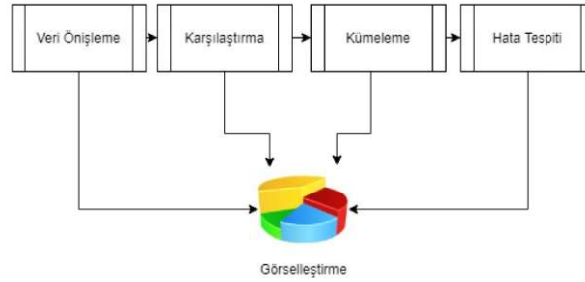 Veri Önişleme
Karşılaştırma
Kümeleme
Hata Tespiti
Görselleştirme